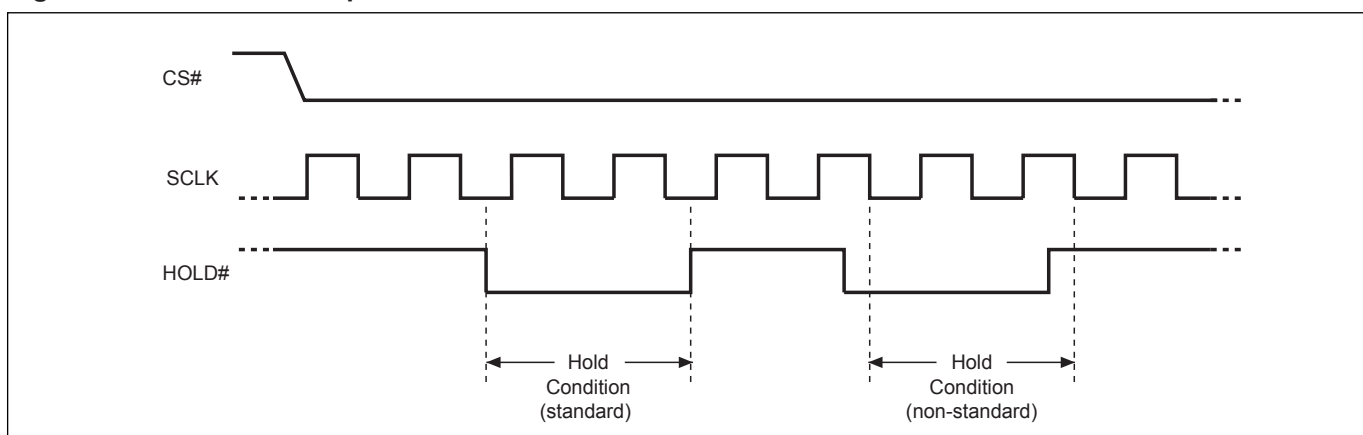 CS#
SCLK
HOLD#
Hold
Condition
(standard)
Hold
Condition
(non-standard)